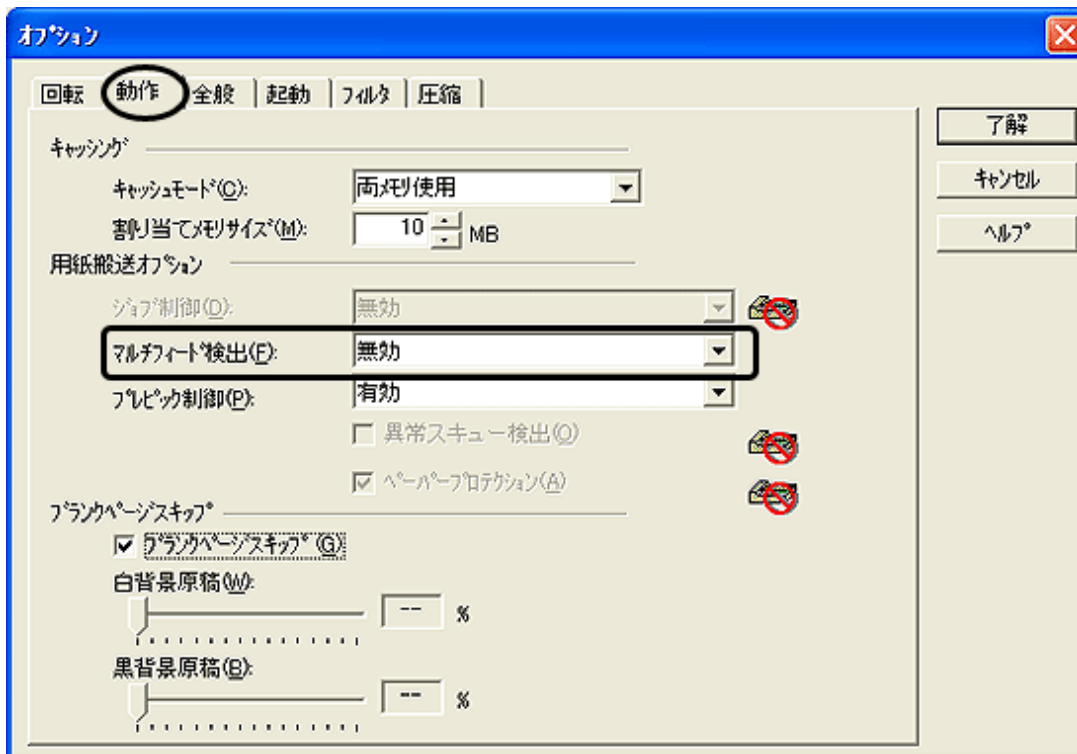 オプション
回転 動作 全般 起動 フィルタ 圧縮
了解
キャンセル
ヘルプ
キャッシング
キャッシュモード(C): 両メモリ使用
割り当てメモリサイズ(M): 10 MB
用紙搬送オプション
ジョブ制御(D): 無効
マルチフィード検出(F): 無効
プレピック制御(P): 有効
異常スキュー検出(O)
ペーパープロテクション(A)
ブランクページスキップ
ブランクページスキップ(G)
白背景原稿(W):
-- %
黒背景原稿(B):
-- %